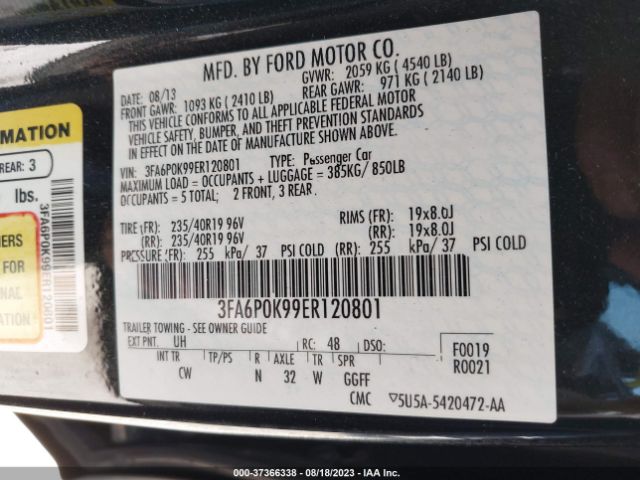 MFD. BY FORD MOTOR CO.
DATE: 08/13 GVWR: 2059 KG ( 4540 LB)
FRONT GAWR: 1093 KG ( 2410 LB) REAR GAWR: 971 KG ( 2140 LB)
THIS VEHICLE CONFORMS TO ALL APPLICABLE FEDERAL MOTOR
VEHICLE SAFETY, BUMPER, AND THEFT PREVENTION STANDARDS
IN EFFECT ON THE DATE OF MANUFACTURE SHOWN ABOVE.
VIN: 3FA6P0K99ER120801 TYPE: Passenger Car
MAXIMUM LOAD = OCCUPANTS + LUGGAGE = 385KG/ 850LB
OCCUPANTS = 5 TOTAL; 2 FRONT, 3 REAR.
TIRE (FR): 235/40R19 96V RIMS (FR): 19x8.0J
(RR): 235/40R19 96V (RR): 19x8.0J
PRESSURE (FR): 255 kPa/ 37 PSI COLD (RR): 255 kPa/ 37 PSI COLD
3FA6P0K99ER120801
TRAILER TOWING - SEE OWNER GUIDE
EXT PNT: UH RC: 48 DSO: F0019
INT TR TP/PS R AXLE TR SPR R0021
CW N 32 W GGFF
CMC 5U5A-5420472-AA
RMATION
REAR: 3
lbs.
3FA6P0K99ER120801
FOR
000-37366338 - 08/18/2023 - IAA Inc.